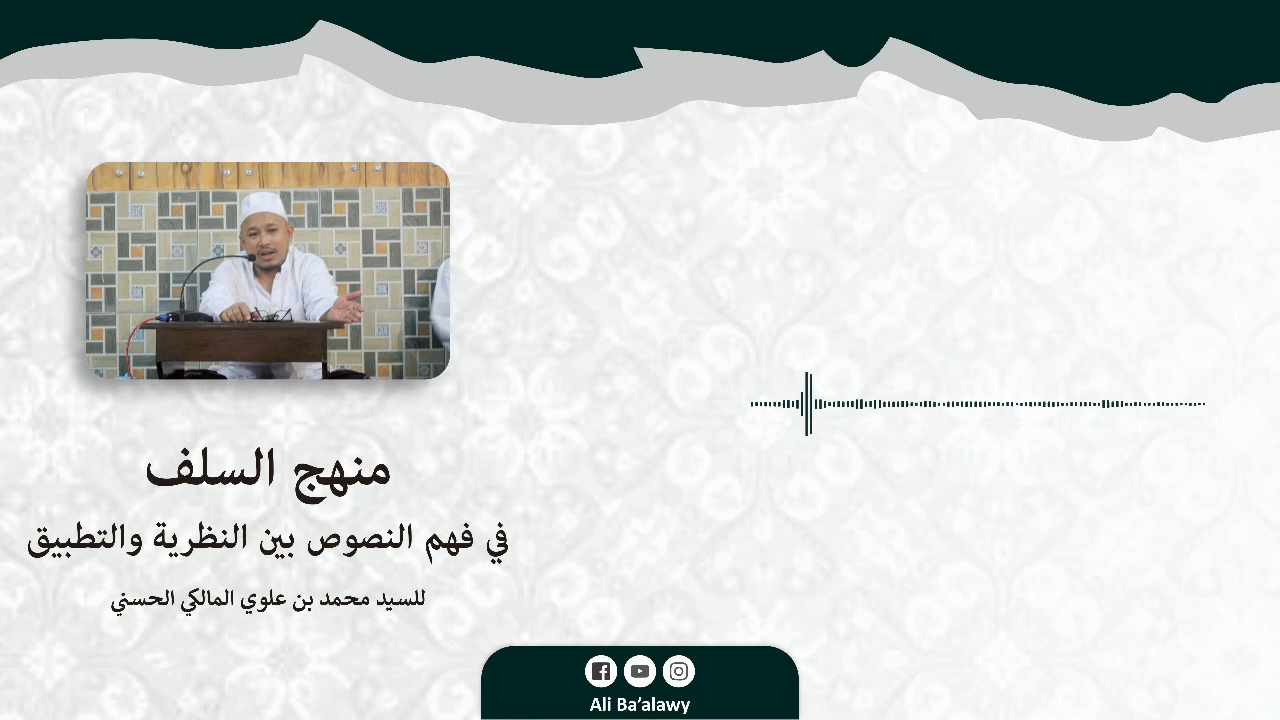 منهج السلف
في فهم النصوص بين النظرية والتطبيق
للسيد محمد بن علوي المالكي الحسني
Ali Ba'alawy